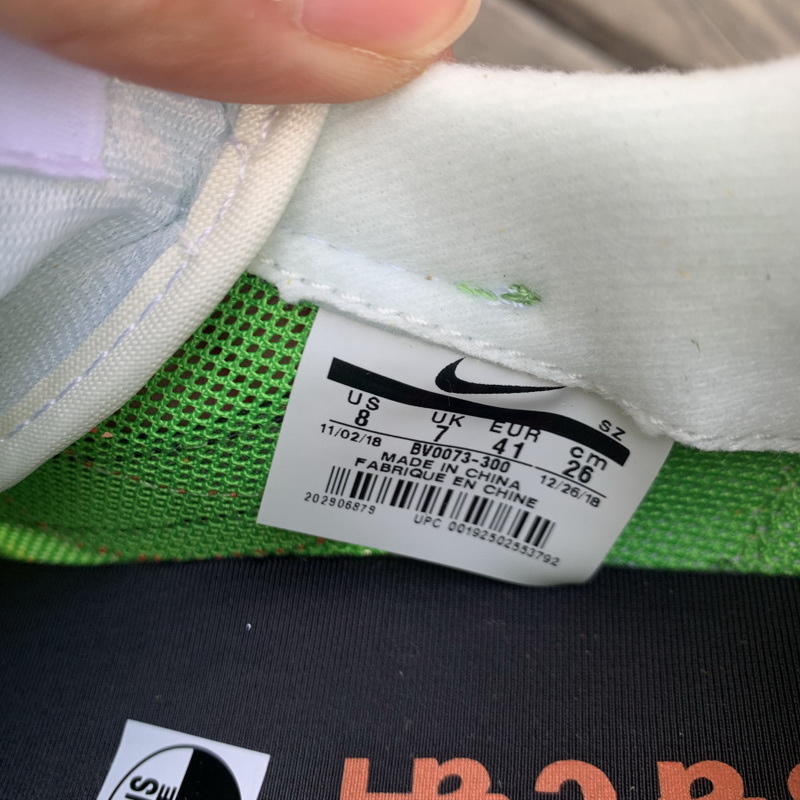 SZ
US UK EUR cm
8 7 41 26
11/02/18 BV0073-300 12/26/18
MADE IN CHINA
FABRIQUE EN CHINE
202906879
UPC 00192502553792